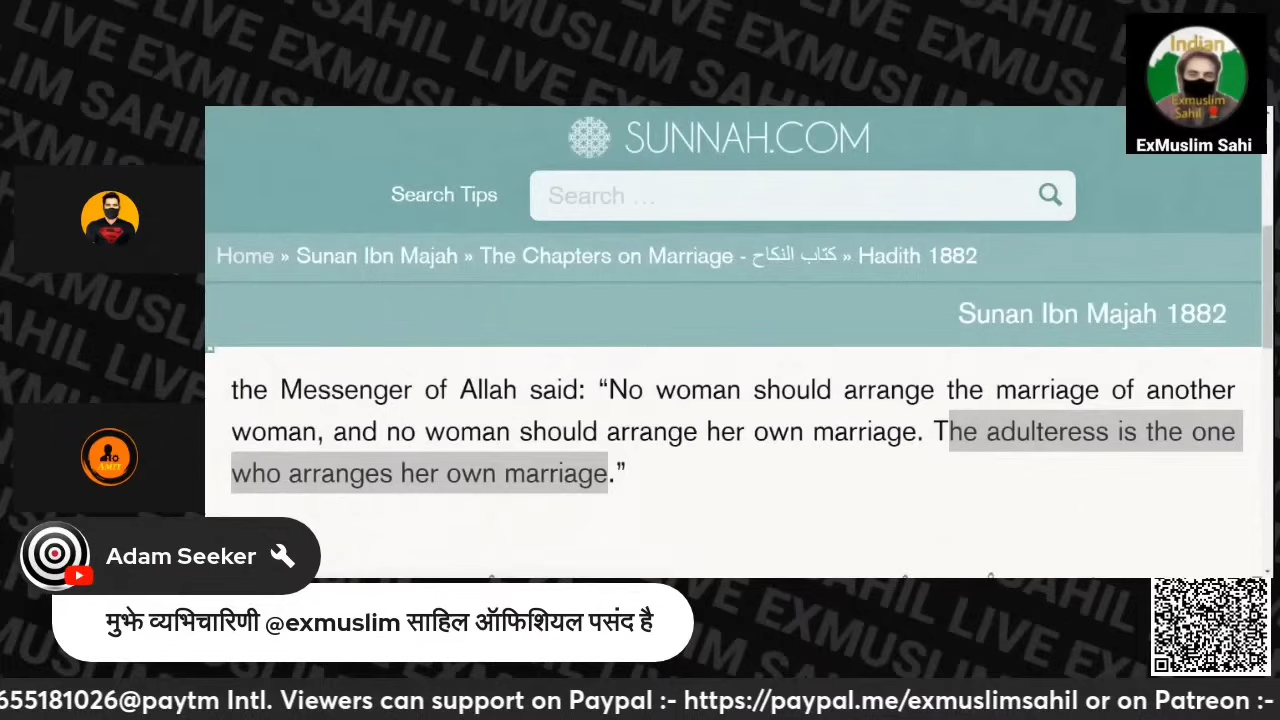 Indian
Exmuslim
Sahil
ExMuslim Sahi
SUNNAH.COM
Search Tips
Search ...
Home » Sunan Ibn Majah » The Chapters on Marriage - كتاب النكاح » Hadith 1882
Sunan Ibn Majah 1882
the Messenger of Allah said: “No woman should arrange the marriage of another
woman, and no woman should arrange her own marriage. The adulteress is the one
who arranges her own marriage.”
AMIT
Adam Seeker
मुझे व्यभिचारिणी @exmuslim साहिल ऑफिशियल पसंद है
655181026@paytm Intl. Viewers can support on Paypal :- https://paypal.me/exmuslimsahil or on Patreon :-